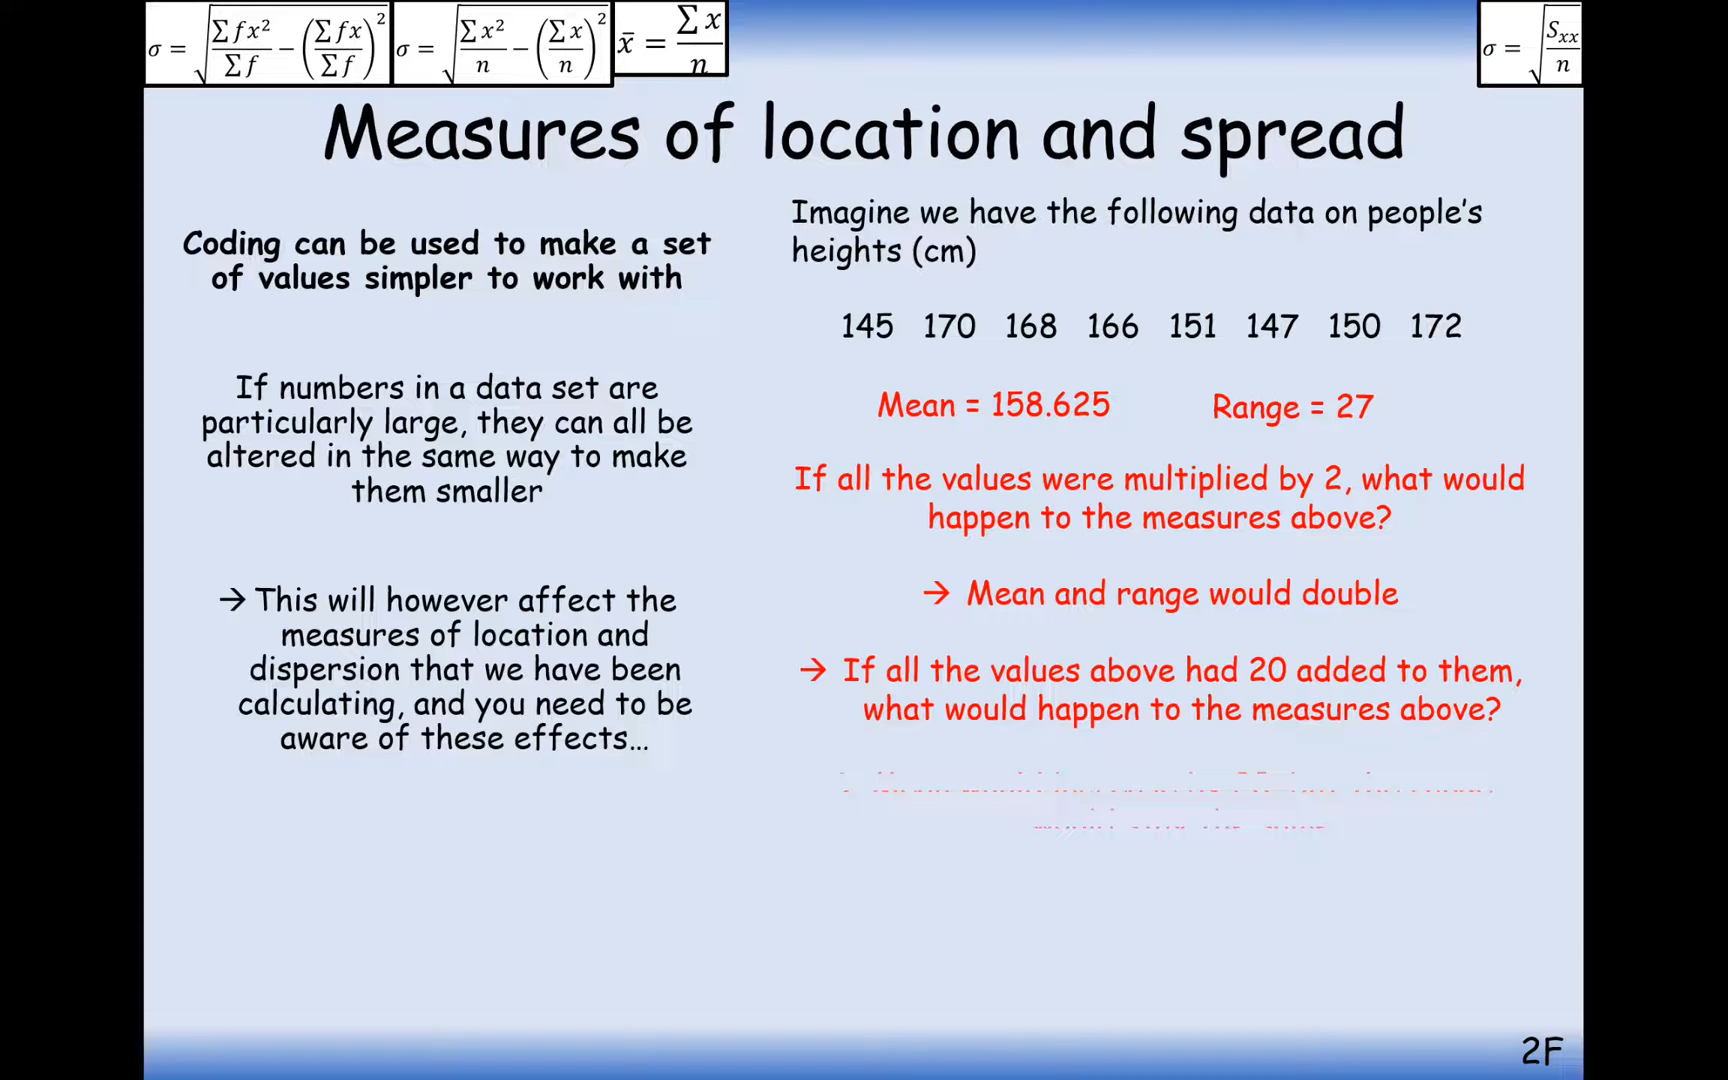 σ = √(∑fx²/∑f − (∑fx/∑f)²)
σ = √(∑x²/n − (∑x/n)²)
x̄ = ∑x/n
σ = √(Sxx/n)
Measures of location and spread
Coding can be used to make a set
of values simpler to work with
If numbers in a data set are
particularly large, they can all be
altered in the same way to make
them smaller
→ This will however affect the
measures of location and
dispersion that we have been
calculating, and you need to be
aware of these effects…
Imagine we have the following data on people’s
heights (cm)
145 170 168 166 151 147 150 172
Mean = 158.625 Range = 27
If all the values were multiplied by 2, what would
happen to the measures above?
→ Mean and range would double
→ If all the values above had 20 added to them,
what would happen to the measures above?
2F